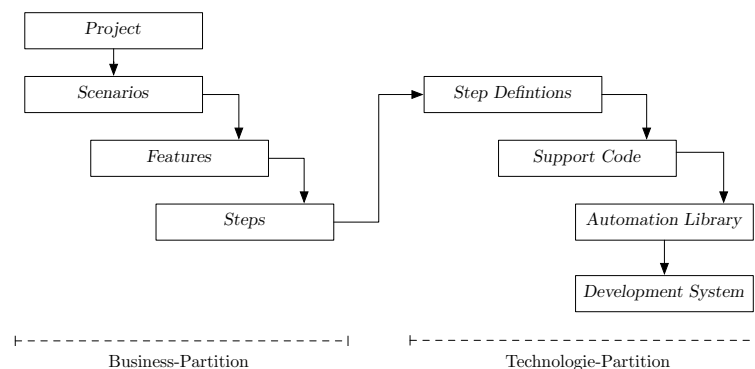 Project
Scenarios
Step Defintions
Features
Support Code
Steps
Automation Library
Development System
Business-Partition
Technologie-Partition